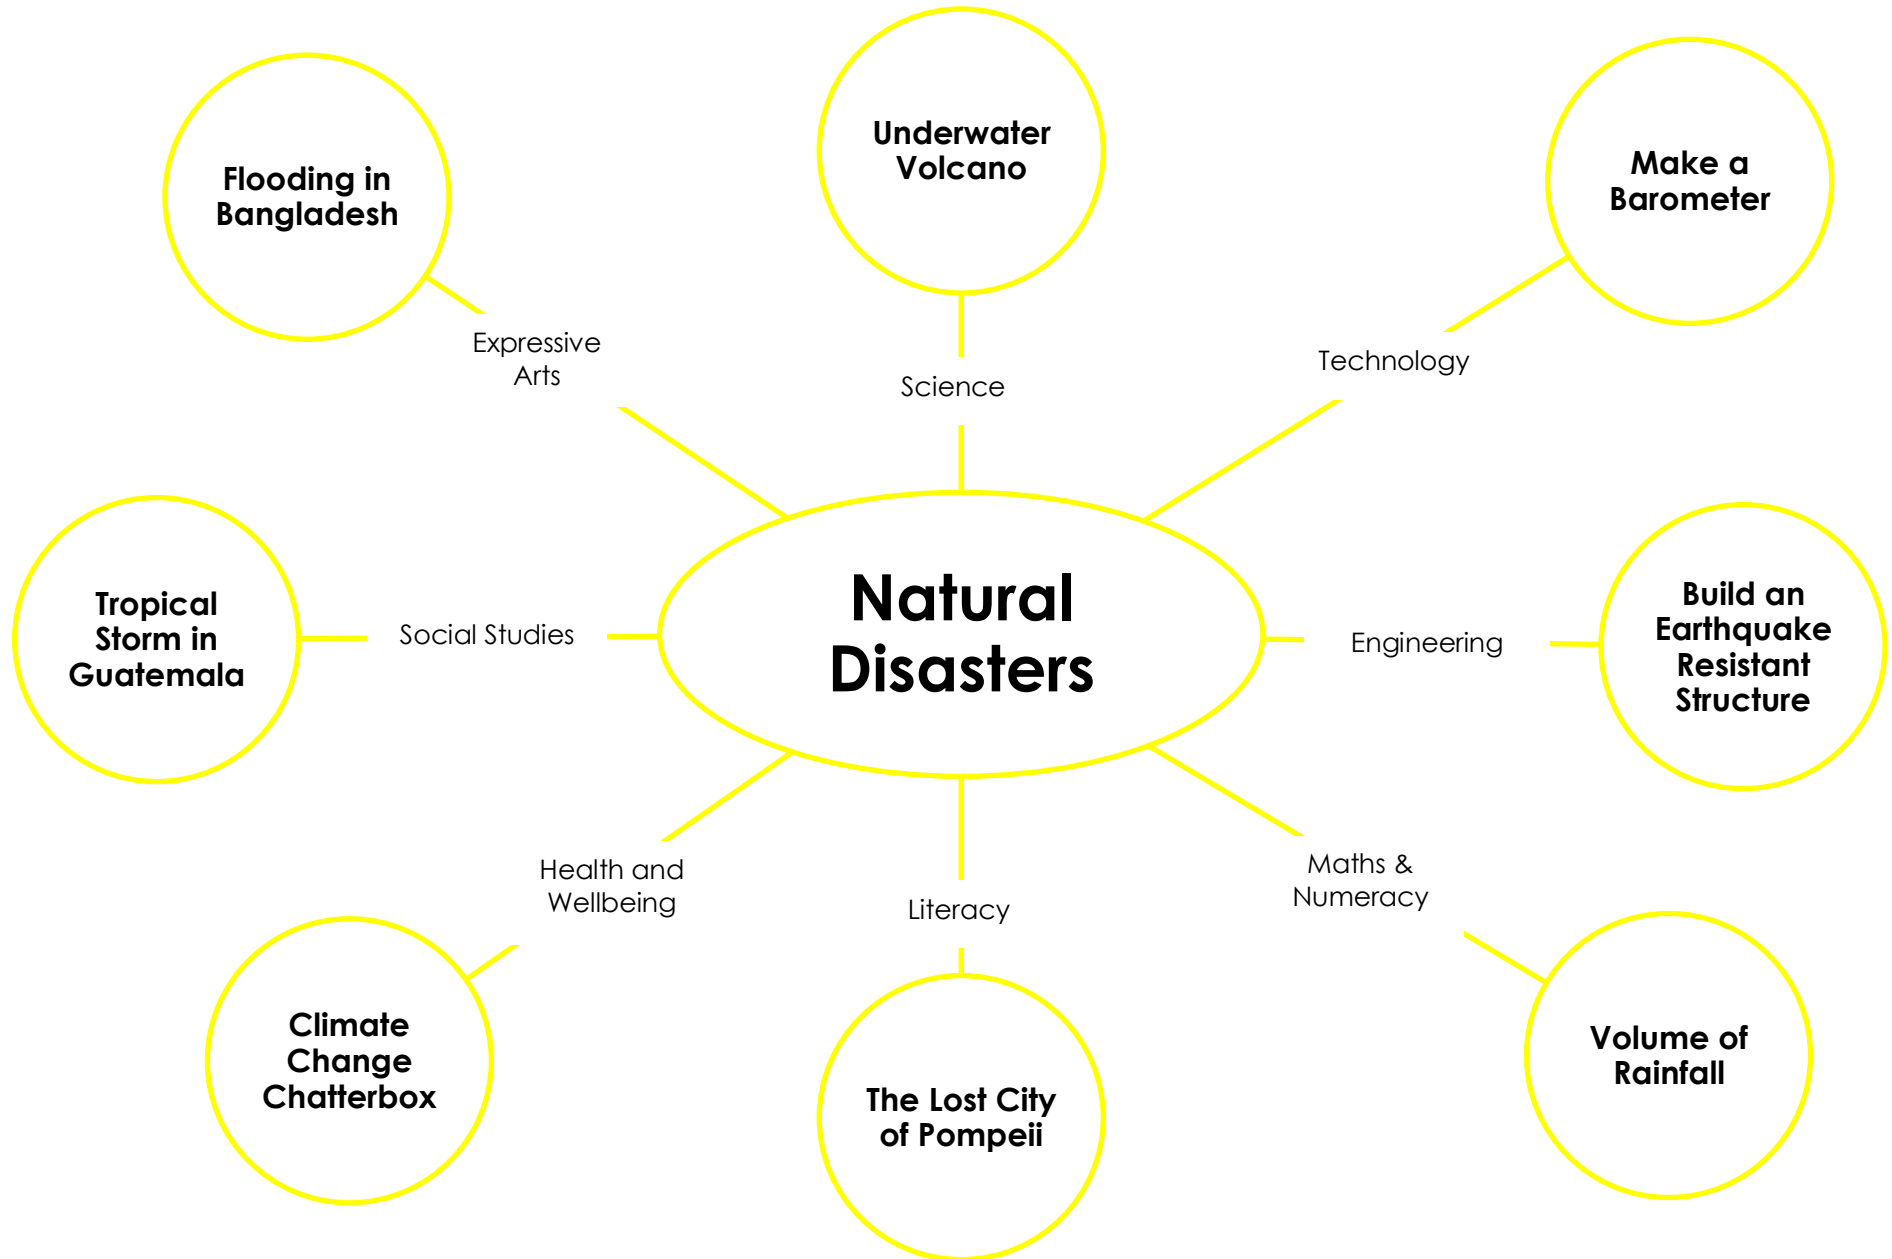 Underwater
Volcano
Make a
Barometer
Flooding in
Bangladesh
Expressive
Arts
Science
Technology
Natural
Disasters
Tropical
Storm in
Guatemala
Social Studies
Engineering
Build an
Earthquake
Resistant
Structure
Health and
Wellbeing
Literacy
Maths &
Numeracy
Climate
Change
Chatterbox
The Lost City
of Pompeii
Volume of
Rainfall